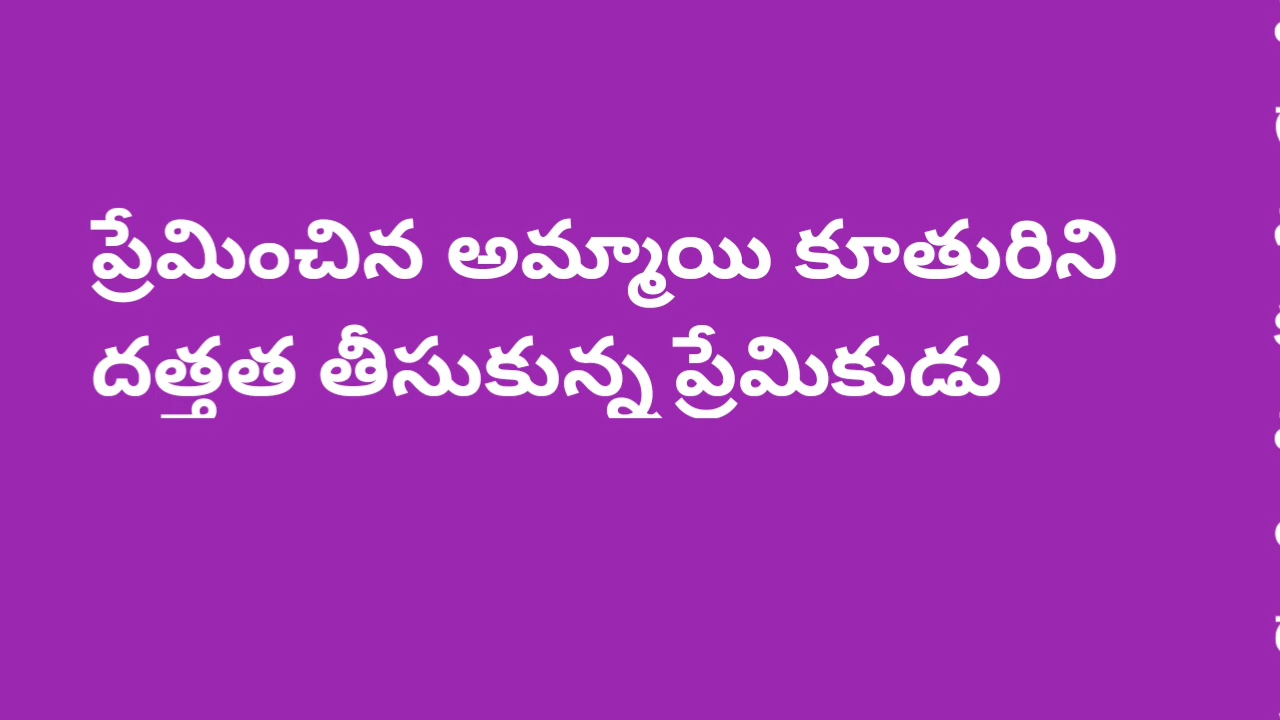 ప్రేమించిన అమ్మాయి కూతురిని
దత్తత తీసుకున్న ప్రేమికుడు